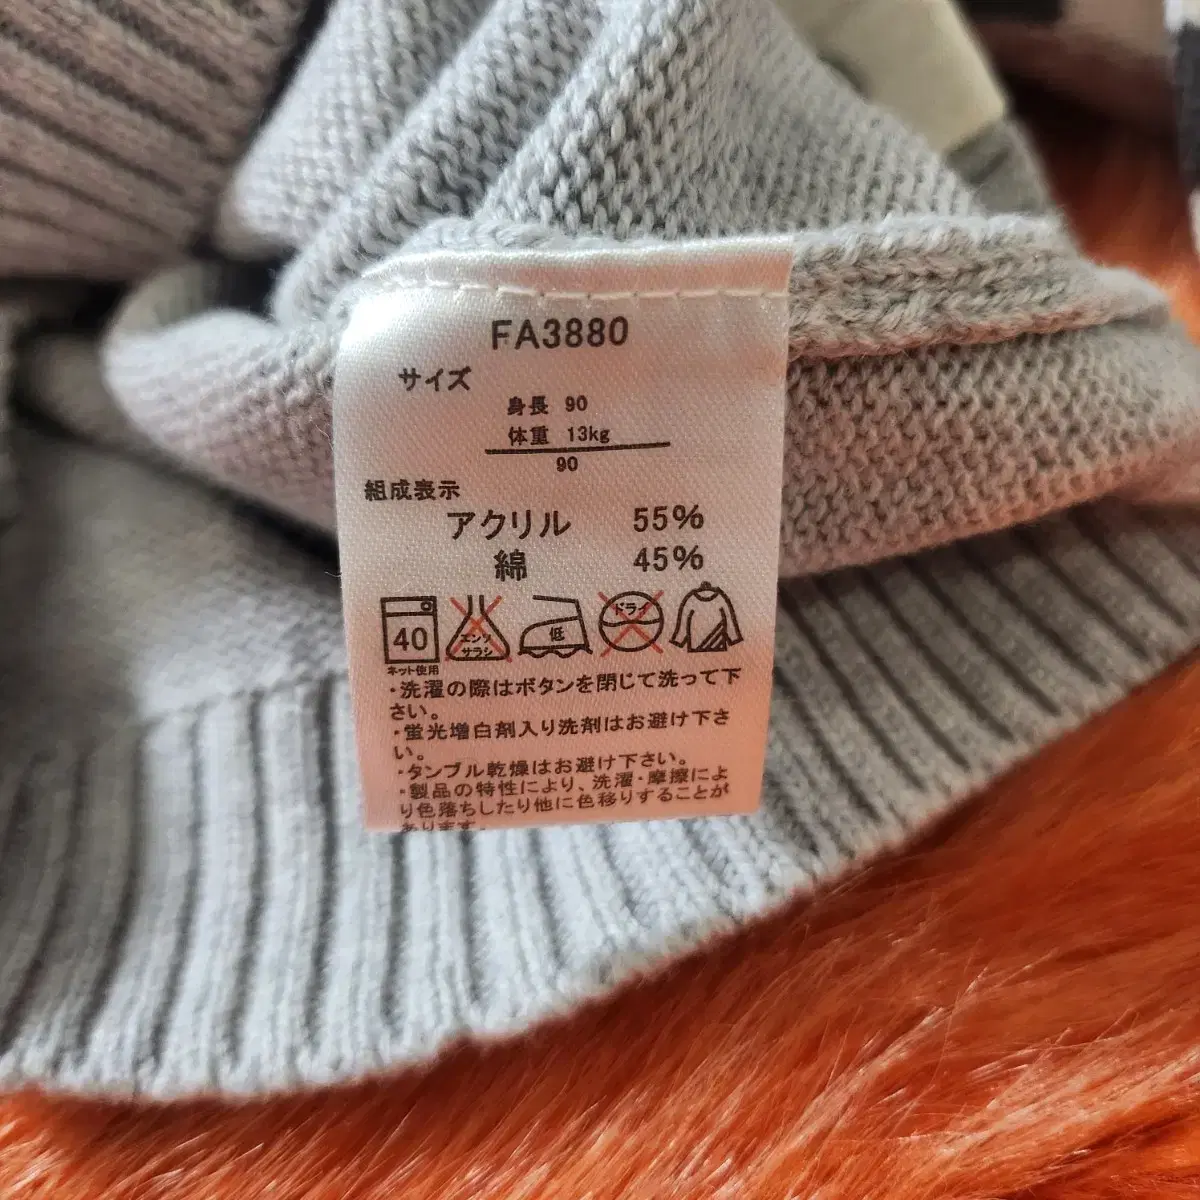 FA3880
サイズ
身長 90
体重 13kg
90
組成表示
アクリル 55%
綿 45%
40
ネット使用
エンソ
サラシ
低
ドライ
・洗濯の際はボタンを閉じて洗って下
さい。
・蛍光増白剤入り洗剤はお避け下さ
い。
・タンブル乾燥はお避け下さい。
・製品の特性により、洗濯・摩擦によ
り色落ちしたり他に色移りすることが
あります。